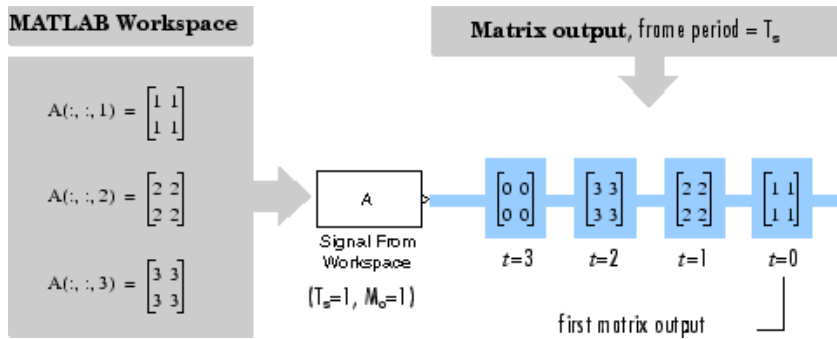 MATLAB Workspace
A(:, :, 1) = [1 1
1 1]
A(:, :, 2) = [2 2
2 2]
A(:, :, 3) = [3 3
3 3]
Matrix output, frame period = Tₛ
A
Signal From
Workspace
(Tₛ=1, Mₒ=1)
[0 0
0 0]
[3 3
3 3]
[2 2
2 2]
[1 1
1 1]
t=3 t=2 t=1 t=0
first matrix output